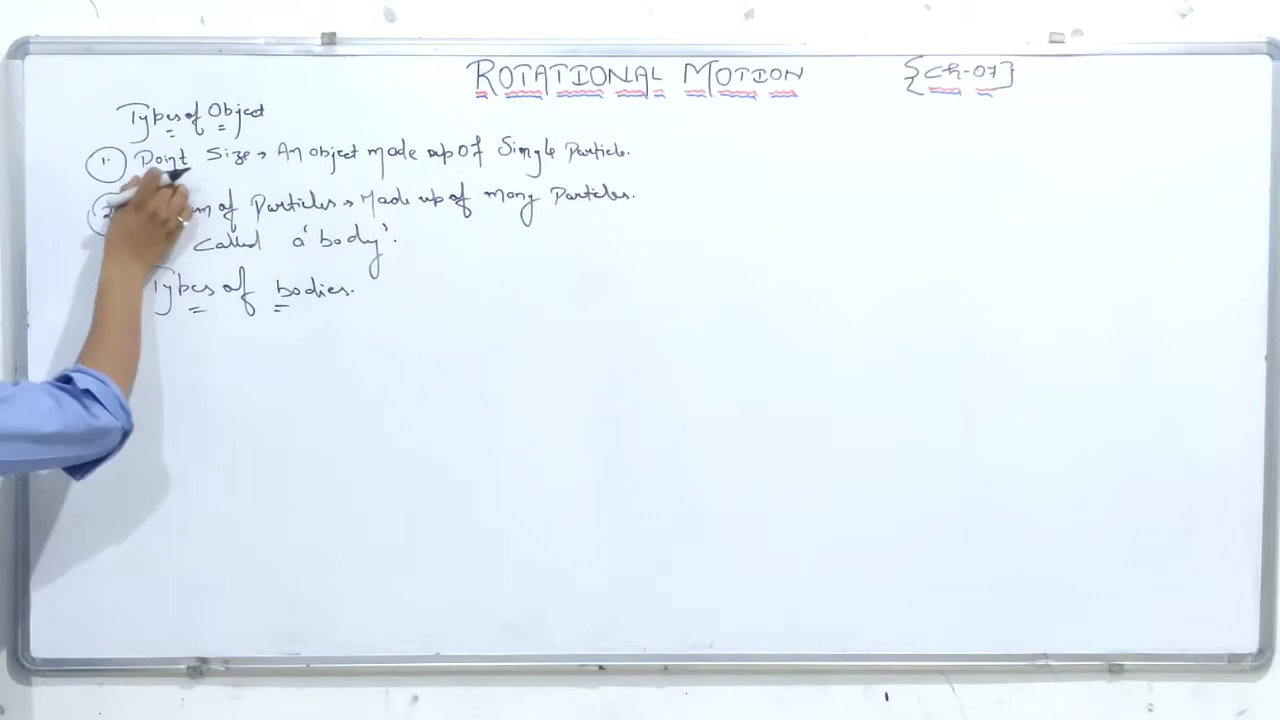 ROTATIONAL MOTION {Ch-07}
Types of Object
1. Point Size → An object made up of Single Particle.
2 of Particles → Made up of many Particles.
Called a 'body'.
Types of bodies.